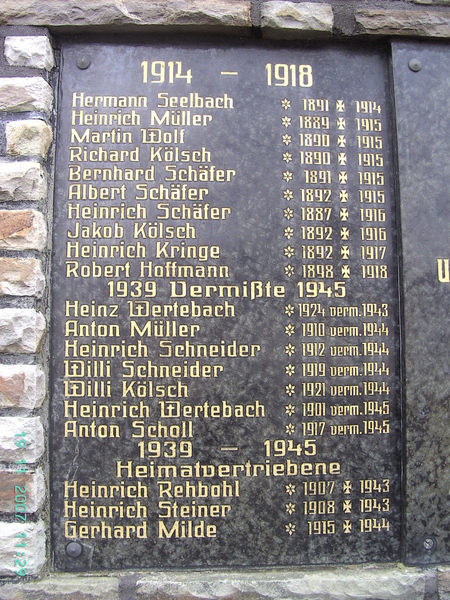 1914 – 1918
Hermann Seelbach ✡ 1891 ✠ 1914
Heinrich Müller ✡ 1889 ✠ 1915
Martin Wolf ✡ 1890 ✠ 1915
Richard Kölsch ✡ 1890 ✠ 1915
Bernhard Schäfer ✡ 1891 ✠ 1915
Albert Schäfer ✡ 1892 ✠ 1915
Heinrich Schäfer ✡ 1887 ✠ 1916
Jakob Kölsch ✡ 1892 ✠ 1916
Heinrich Kringe ✡ 1892 ✠ 1917
Robert Hoffmann ✡ 1898 ✠ 1918
1939 Vermißte 1945
Heinz Wertebach ✡ 1924 verm. 1943
Anton Müller ✡ 1910 verm. 1944
Heinrich Schneider ✡ 1912 verm. 1944
Willi Schneider ✡ 1919 verm. 1944
Willi Kölsch ✡ 1921 verm. 1944
Heinrich Wertebach ✡ 1901 verm. 1945
Anton Scholl ✡ 1917 verm. 1945
1939 – 1945
Heimatvertriebene
Heinrich Rehbohl ✡ 1907 ✠ 1943
Heinrich Steiner ✡ 1908 ✠ 1943
Gerhard Milde ✡ 1915 ✠ 1944